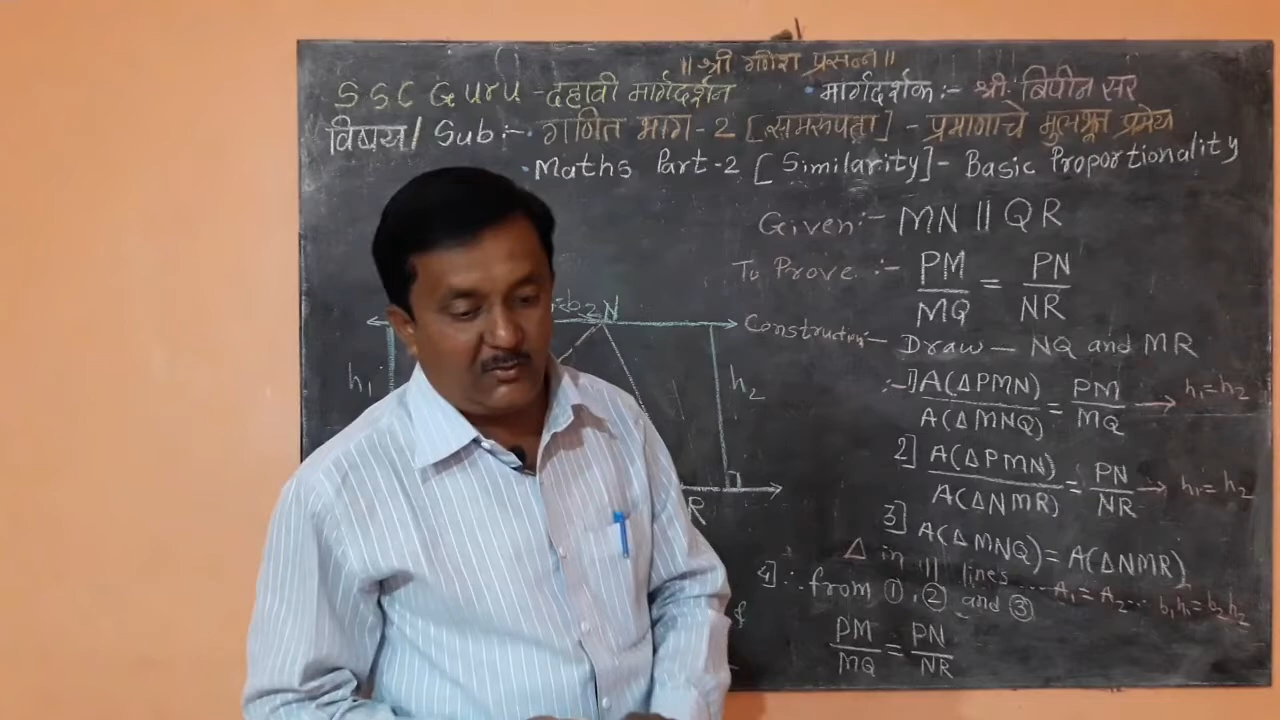 ॥ श्री गणेश प्रसन्न ॥
SSC Guru - दहावी मार्गदर्शन • मार्गदर्शक :- श्री. बिपीन सर
विषय / Sub :- • गणित भाग - 2 [समरूपता] - प्रमाणाचे मुलभूत प्रमेय
• Maths Part-2 [Similarity] - Basic Proportionality
Given :- MN || QR
To Prove :- PM/MQ = PN/NR
Construction - Draw - NQ and MR
:- 1] A(ΔPMN)/A(ΔMNQ) = PM/MQ → h₁ = h₂
2] A(ΔPMN)/A(ΔNMR) = PN/NR → h₁ = h₂
3] A(ΔMNQ) = A(ΔNMR)
Δ in || lines ---- A₁ = A₂ -- b₁h₁ = b₂h₂
4] ∴ from ①, ② and ③
PM/MQ = PN/NR
b₂ N
h₁
h₂
R